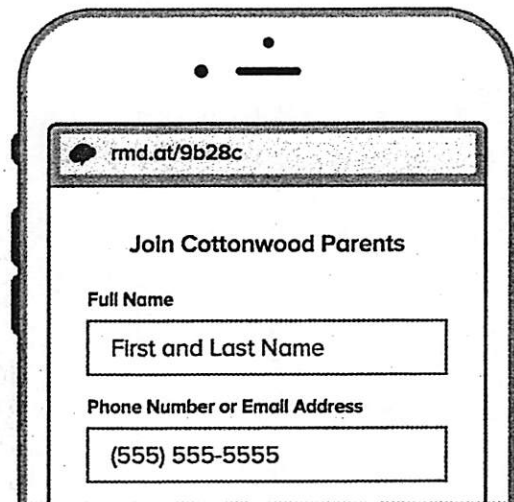 rmd.at/9b28c
Join Cottonwood Parents
Full Name
First and Last Name
Phone Number or Email Address
(555) 555-5555